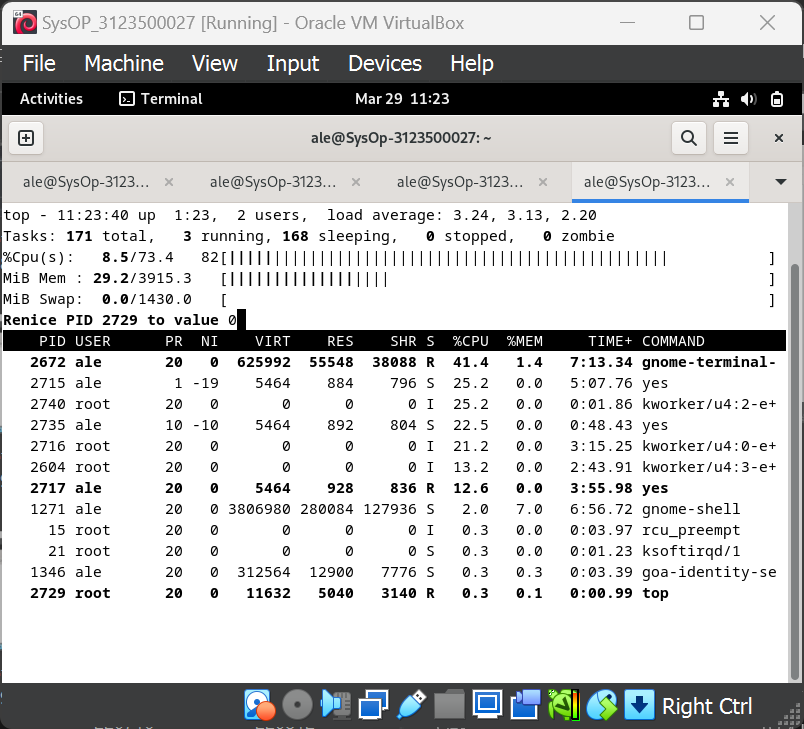 SysOP_3123500027 [Running] - Oracle VM VirtualBox
File Machine View Input Devices Help
Activities Terminal Mar 29 11:23
ale@SysOp-3123500027: ~
ale@SysOp-3123... ale@SysOp-3123... ale@SysOp-3123... ale@SysOp-3123...
top - 11:23:40 up 1:23, 2 users, load average: 3.24, 3.13, 2.20
Tasks: 171 total, 3 running, 168 sleeping, 0 stopped, 0 zombie
%Cpu(s): 8.5/73.4 82[|||||||||||||||||||||||||||||||||||||||||||||||||| ]
MiB Mem : 29.2/3915.3 [|||||||||||||||||| ]
MiB Swap: 0.0/1430.0 [ ]
Renice PID 2729 to value 0
PID USER PR NI VIRT RES SHR S %CPU %MEM TIME+ COMMAND
2672 ale 20 0 625992 55548 38088 R 41.4 1.4 7:13.34 gnome-terminal-
2715 ale 1 -19 5464 884 796 S 25.2 0.0 5:07.76 yes
2740 root 20 0 0 0 0 I 25.2 0.0 0:01.86 kworker/u4:2-e+
2735 ale 10 -10 5464 892 804 S 22.5 0.0 0:48.43 yes
2716 root 20 0 0 0 0 I 21.2 0.0 3:15.25 kworker/u4:0-e+
2604 root 20 0 0 0 0 I 13.2 0.0 2:43.91 kworker/u4:3-e+
2717 ale 20 0 5464 928 836 R 12.6 0.0 3:55.98 yes
1271 ale 20 0 3806980 280084 127936 S 2.0 7.0 6:56.72 gnome-shell
15 root 20 0 0 0 0 I 0.3 0.0 0:03.97 rcu_preempt
21 root 20 0 0 0 0 S 0.3 0.0 0:01.23 ksoftirqd/1
1346 ale 20 0 312564 12900 7776 S 0.3 0.3 0:03.39 goa-identity-se
2729 root 20 0 11632 5040 3140 R 0.3 0.1 0:00.99 top
Right Ctrl